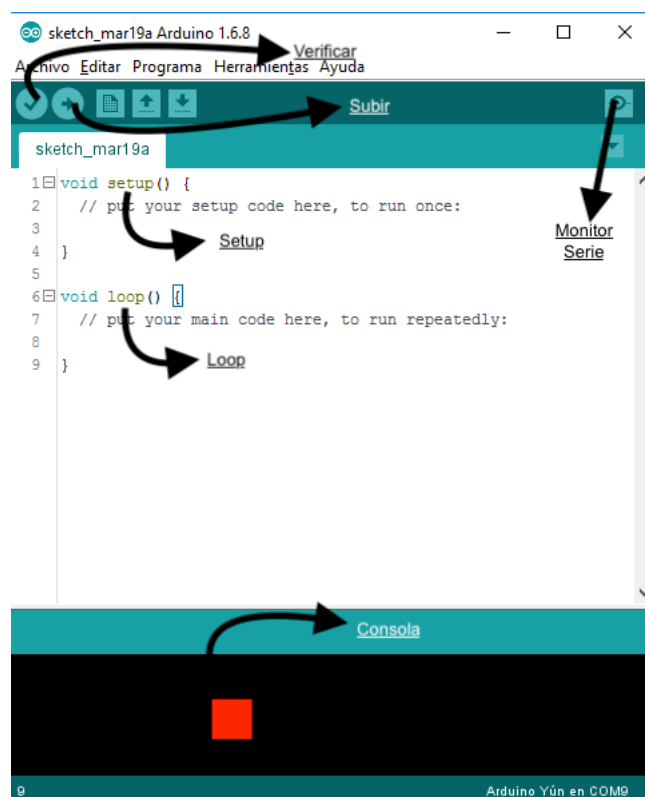 sketch_mar19a Arduino 1.6.8
Verificar
Archivo Editar Programa Herramientas Ayuda
Subir
sketch_mar19a
1 void setup() {
2 // put your setup code here, to run once:
3
Setup
Monitor
Serie
4 }
5
6 void loop() {
7 // put your main code here, to run repeatedly:
8
9 }
Loop
Consola
9
Arduino Yún en COM9